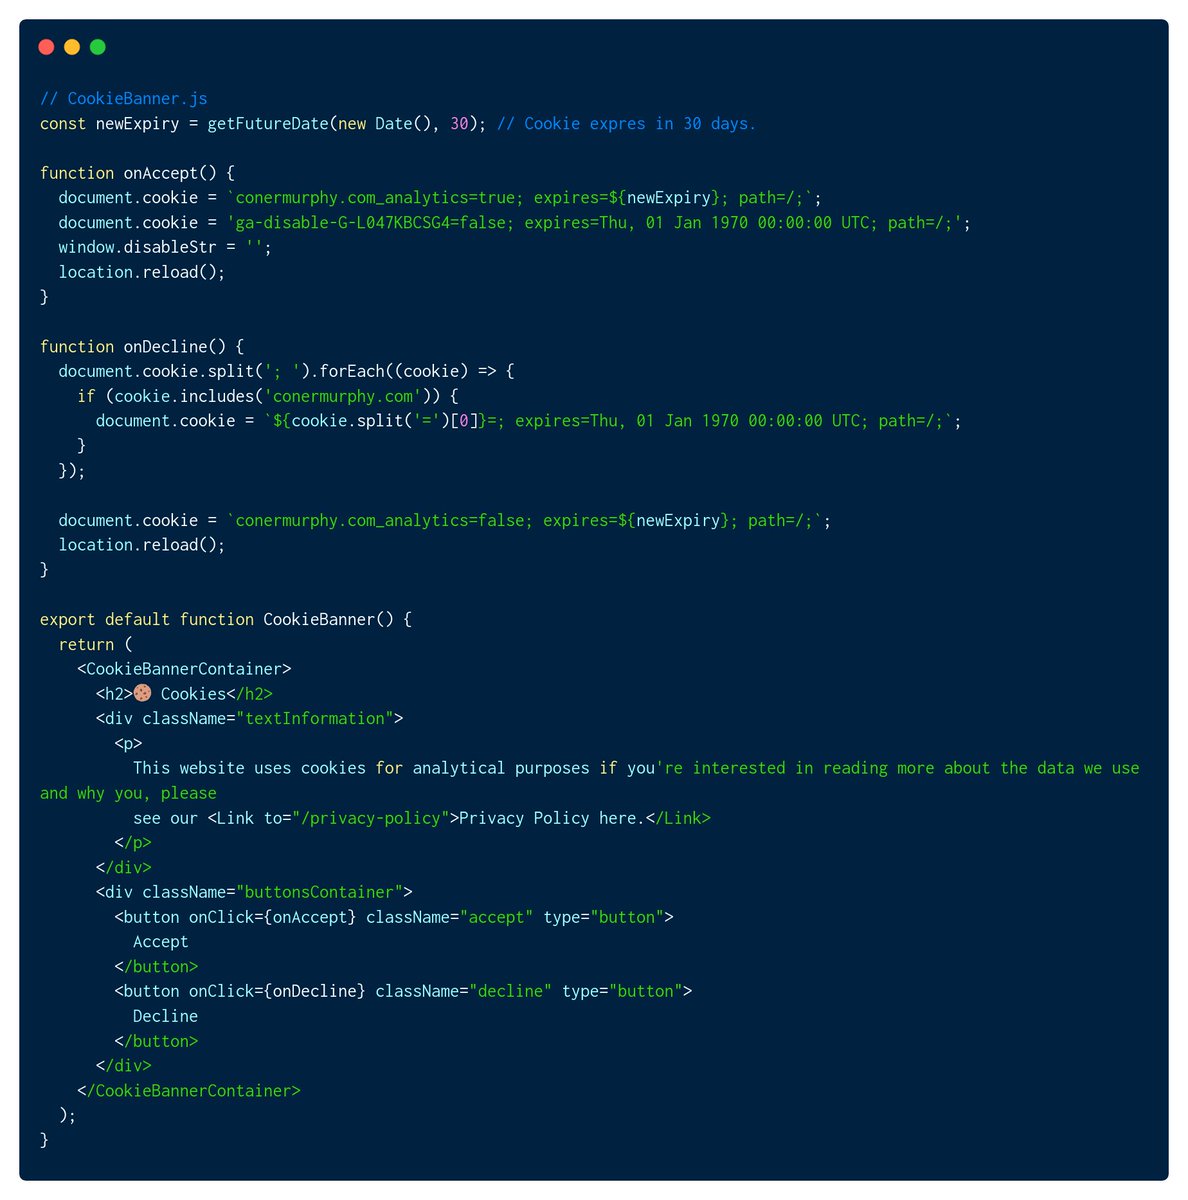 // CookieBanner.js
const newExpiry = getFutureDate(new Date(), 30); // Cookie expres in 30 days.

function onAccept() {
  document.cookie = `conermurphy.com_analytics=true; expires=${newExpiry}; path=/;`;
  document.cookie = 'ga-disable-G-L047KBCSG4=false; expires=Thu, 01 Jan 1970 00:00:00 UTC; path=/;';
  window.disableStr = '';
  location.reload();
}

function onDecline() {
  document.cookie.split('; ').forEach((cookie) => {
    if (cookie.includes('conermurphy.com')) {
      document.cookie = `${cookie.split('=')[0]}=; expires=Thu, 01 Jan 1970 00:00:00 UTC; path=/;`;
    }
  });

  document.cookie = `conermurphy.com_analytics=false; expires=${newExpiry}; path=/;`;
  location.reload();
}

export default function CookieBanner() {
  return (
    <CookieBannerContainer>
      <h2>🍪 Cookies</h2>
      <div className="textInformation">
        <p>
          This website uses cookies for analytical purposes if you're interested in reading more about the data we use
and why you, please
          see our <Link to="/privacy-policy">Privacy Policy here.</Link>
        </p>
      </div>
      <div className="buttonsContainer">
        <button onClick={onAccept} className="accept" type="button">
          Accept
        </button>
        <button onClick={onDecline} className="decline" type="button">
          Decline
        </button>
      </div>
    </CookieBannerContainer>
  );
}